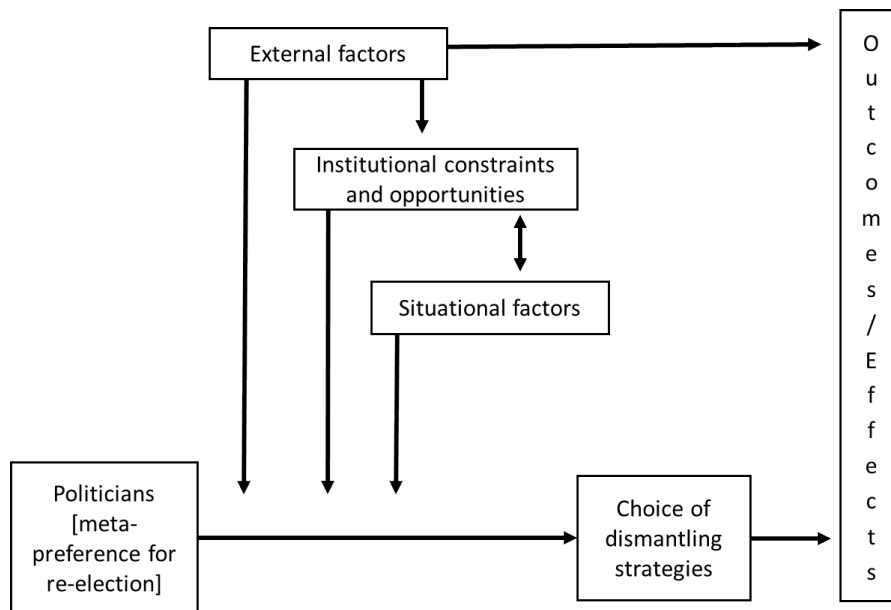 External factors
Institutional constraints
and opportunities
Situational factors
Politicians
[meta-
preference for
re-election]
Choice of
dismantling
strategies
O
u
t
c
o
m
e
s
/
E
f
f
e
c
t
s